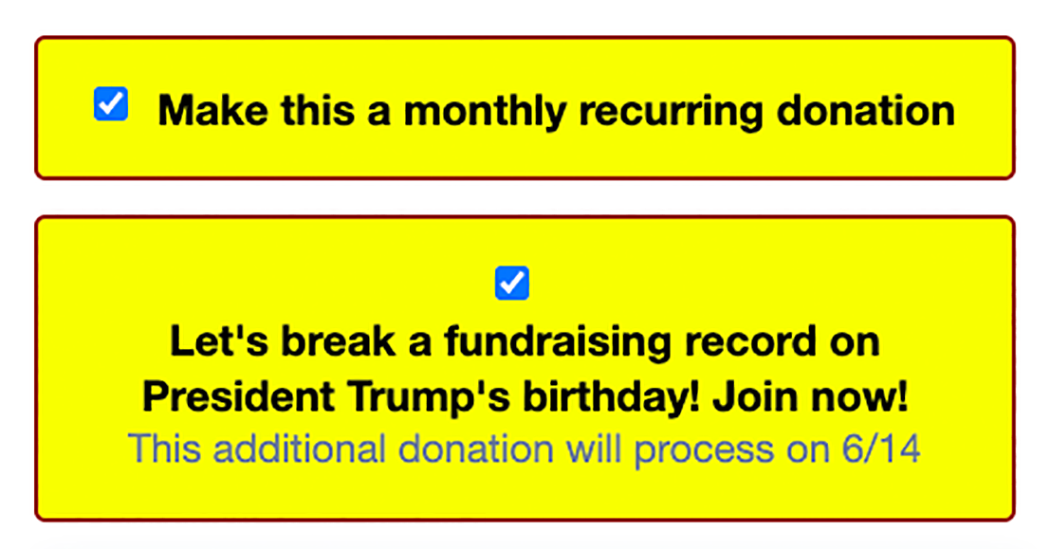 Make this a monthly recurring donation
Let's break a fundraising record on
President Trump's birthday! Join now!
This additional donation will process on 6/14